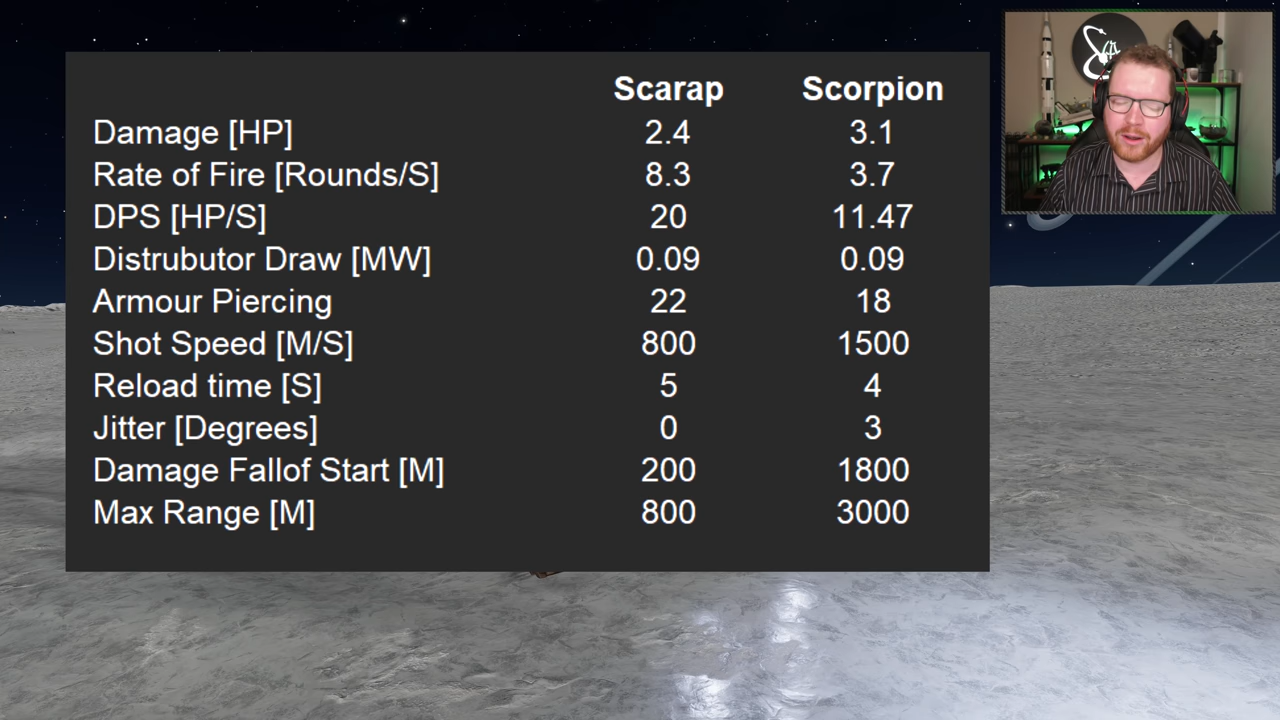 Scarap Scorpion
Damage [HP] 2.4 3.1
Rate of Fire [Rounds/S] 8.3 3.7
DPS [HP/S] 20 11.47
Distrubutor Draw [MW] 0.09 0.09
Armour Piercing 22 18
Shot Speed [M/S] 800 1500
Reload time [S] 5 4
Jitter [Degrees] 0 3
Damage Fallof Start [M] 200 1800
Max Range [M] 800 3000